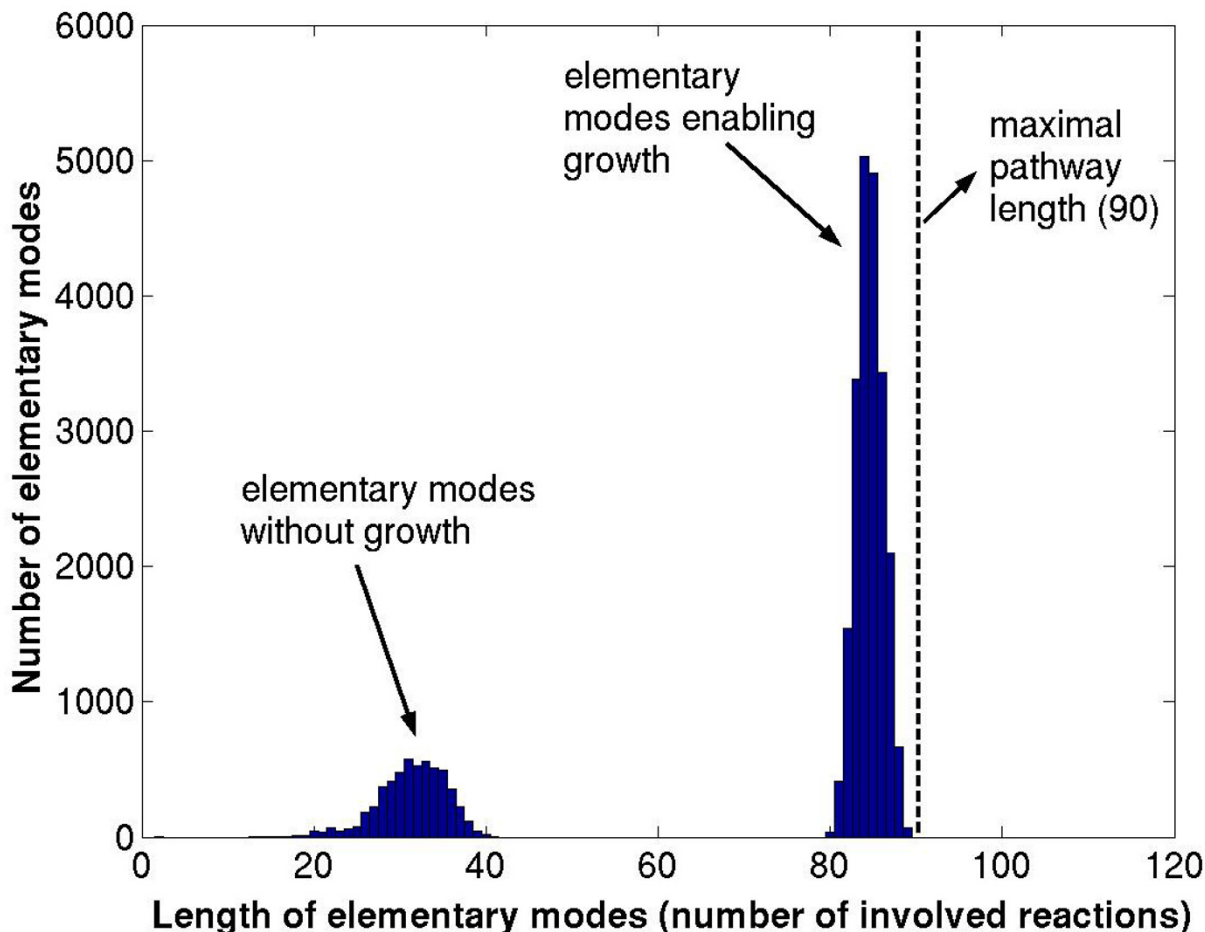 6000
5000
4000
3000
2000
1000
0
Number of elementary modes
elementary
modes enabling
growth
maximal
pathway
length (90)
elementary modes
without growth
0
20
40
60
80
100
120
Length of elementary modes (number of involved reactions)